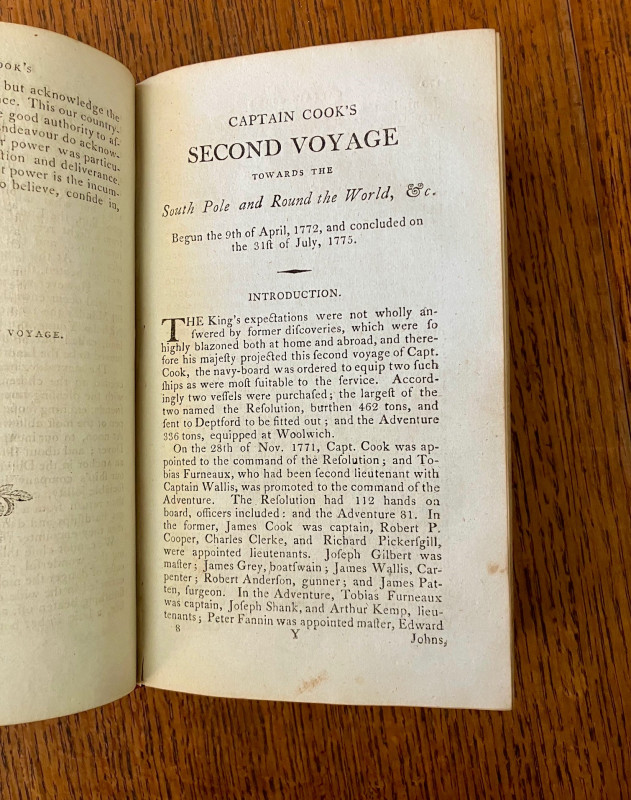 OOK'S
but acknowledge the
ce. This our country.
e good authority to af-
ndeavour do acknow-
r power was particu-
tion and deliverance.
t power is the incum-
o believe, confide in,
VOYAGE.
CAPTAIN COOK'S
SECOND VOYAGE
TOWARDS THE
South Pole and Round the World, &c.
Begun the 9th of April, 1772, and concluded on
the 31ſt of July, 1775.
INTRODUCTION.
THE King's expectations were not wholly an-
ſwered by former diſcoveries, which were ſo
highly blazoned both at home and abroad, and there-
fore his majeſty projected this ſecond voyage of Capt.
Cook, the navy-board was ordered to equip two ſuch
ſhips as were moſt ſuitable to the ſervice. Accord-
ingly two veſſels were purchaſed; the largeſt of the
two named the Reſolution, burthen 462 tons, and
ſent to Deptford to be fitted out; and the Adventure
336 tons, equipped at Woolwich.
On the 28th of Nov. 1771, Capt. Cook was ap-
pointed to the command of the Reſolution; and To-
bias Furneaux, who had been ſecond lieutenant with
Captain Wallis, was promoted to the command of the
Adventure. The Reſolution had 112 hands on
board, officers included: and the Adventure 81. In
the former, James Cook was captain, Robert P.
Cooper, Charles Clerke, and Richard Pickerſgill,
were appointed lieutenants. Joſeph Gilbert was
maſter; James Grey, boatſwain; James Wallis, Car-
penter; Robert Anderſon, gunner; and James Pat-
ten, ſurgeon. In the Adventure, Tobias Furneaux
was captain, Joſeph Shank, and Arthur Kemp, lieu-
tenants; Peter Fannin was appointed maſter, Edward
8 Y Johns,